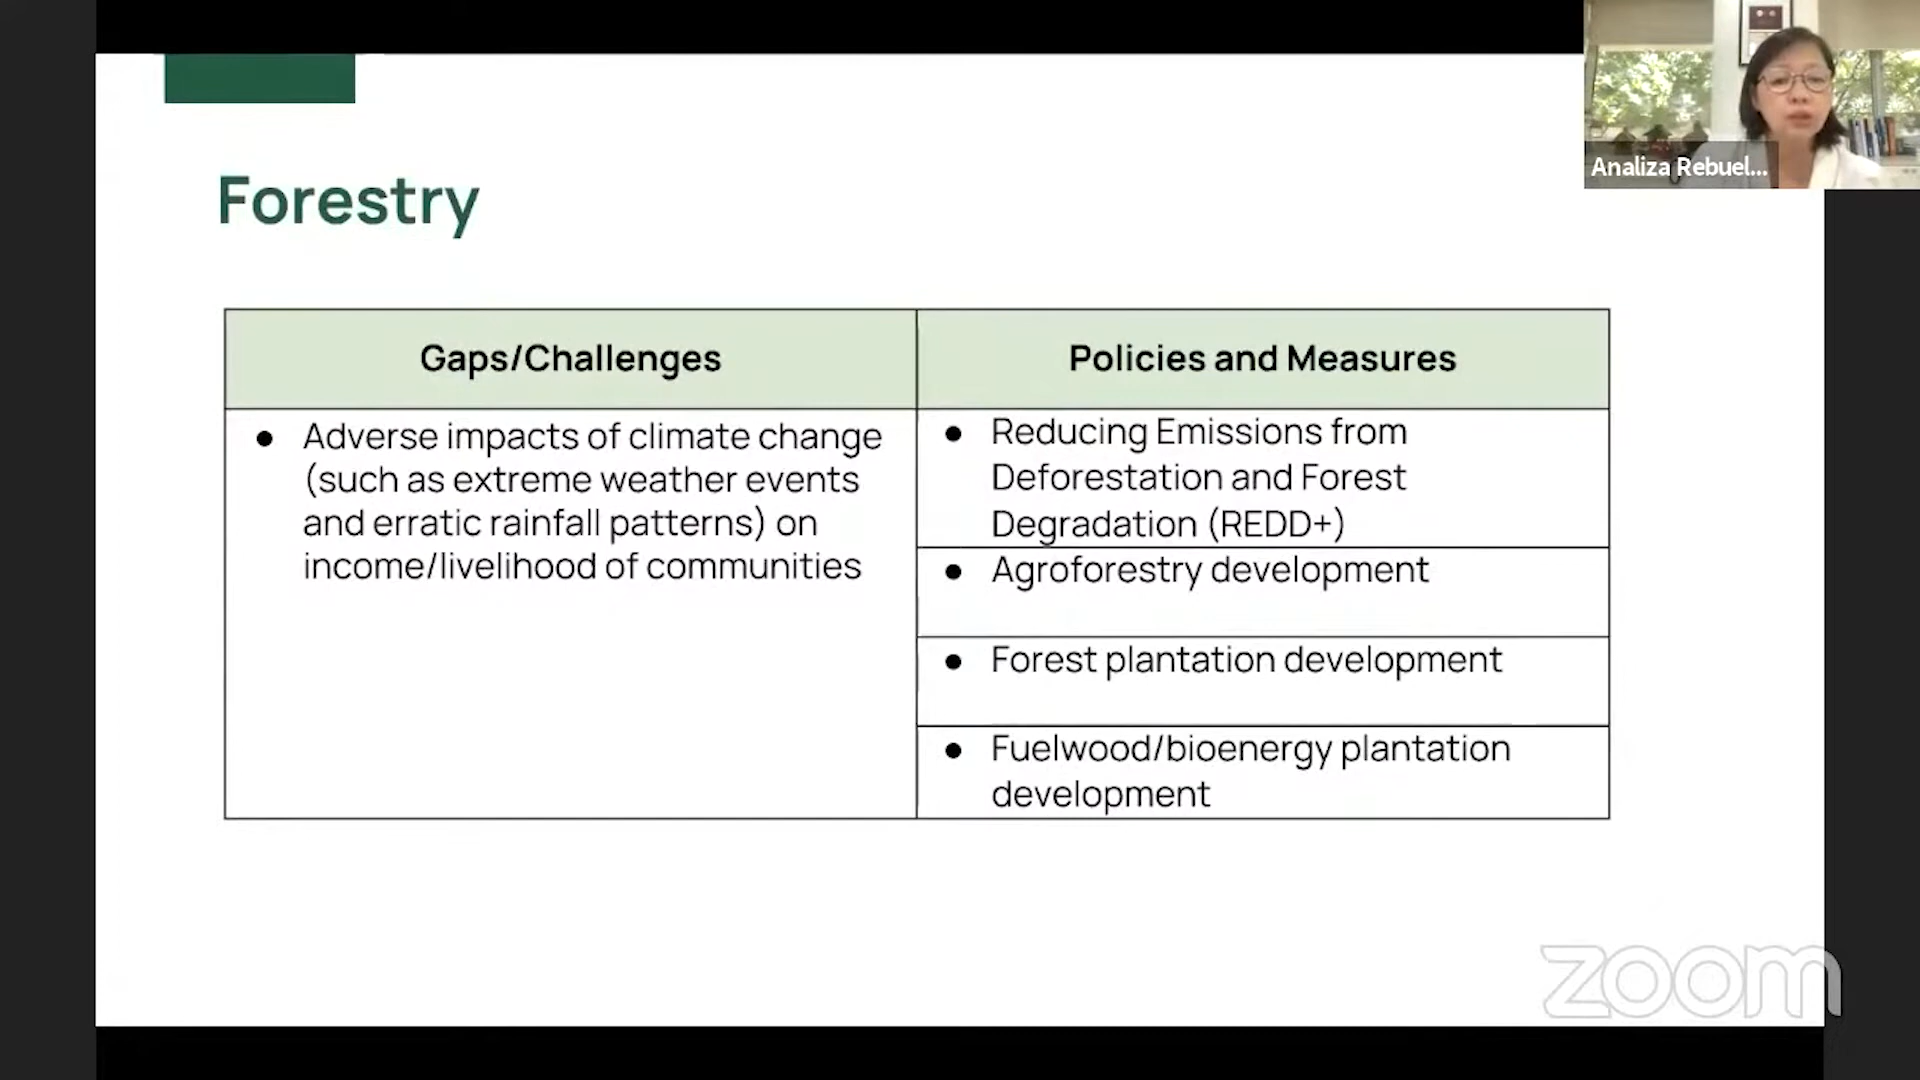 Analiza Rebuel...
Forestry
Gaps/Challenges
Policies and Measures
● Adverse impacts of climate change
(such as extreme weather events
and erratic rainfall patterns) on
income/livelihood of communities
● Reducing Emissions from
Deforestation and Forest
Degradation (REDD+)
● Agroforestry development
● Forest plantation development
● Fuelwood/bioenergy plantation
development
zoom